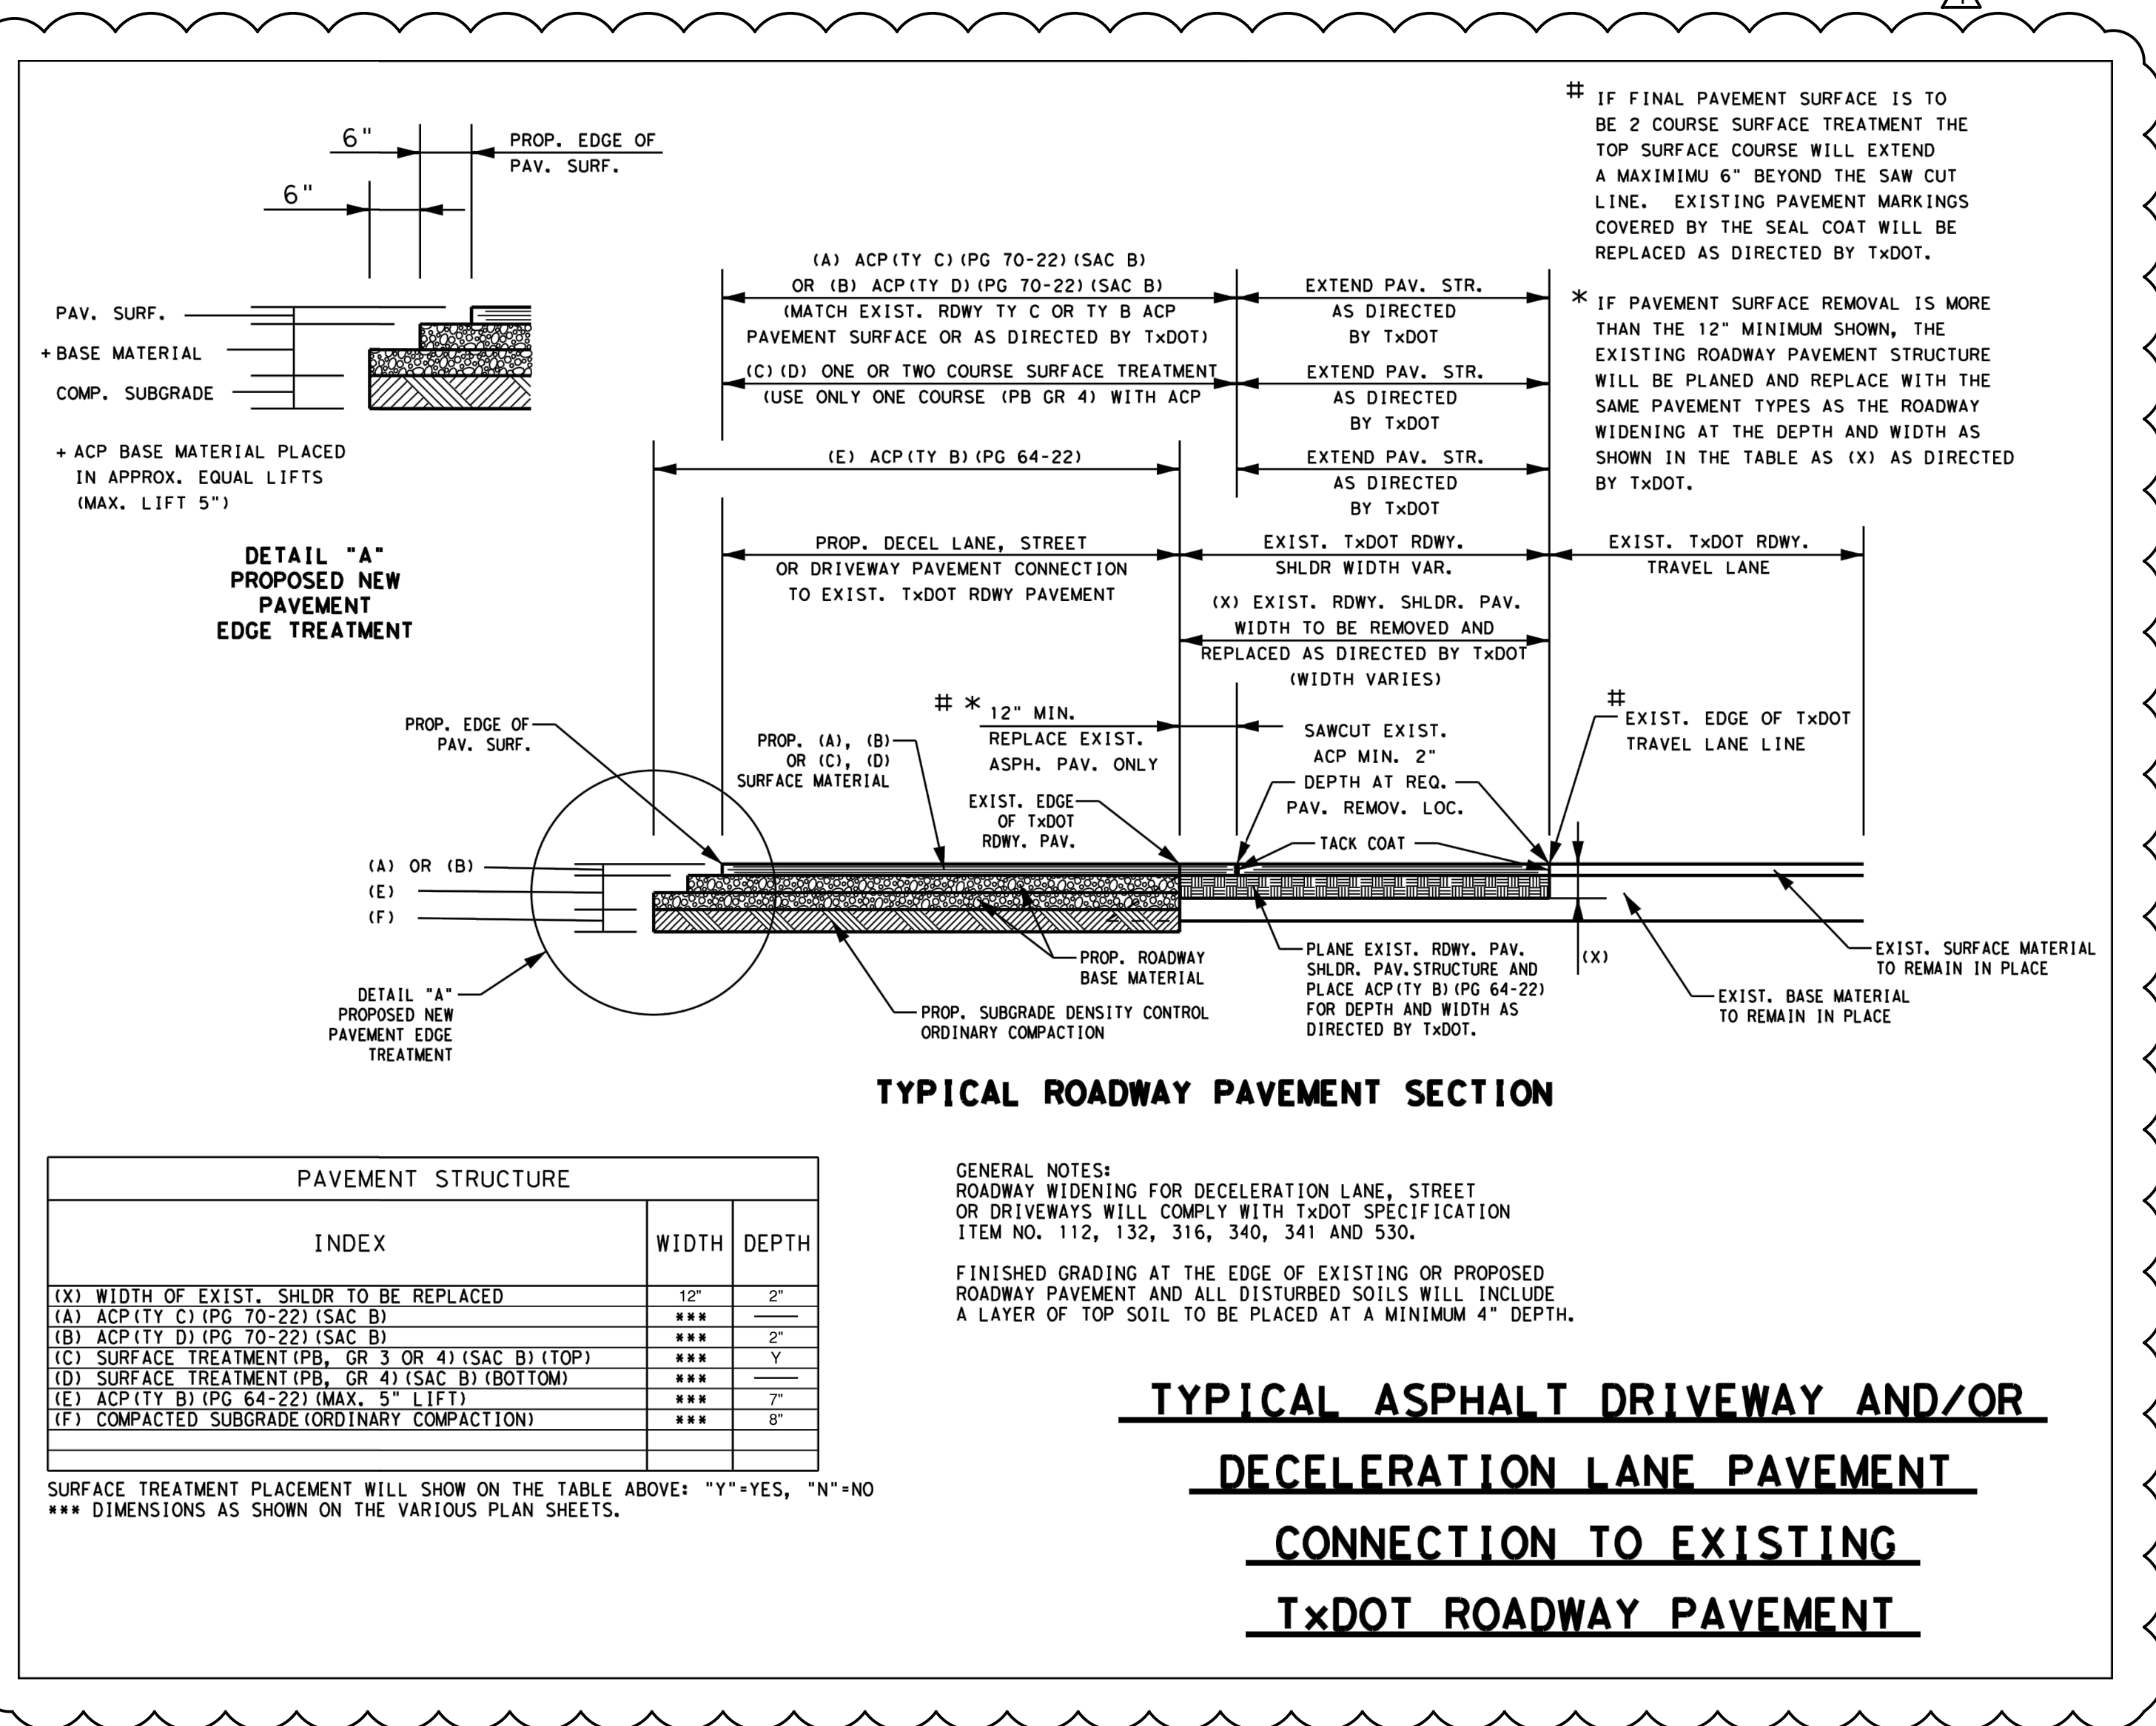 6"
PROP. EDGE OF
PAV. SURF.
6"
PAV. SURF.
+ BASE MATERIAL
COMP. SUBGRADE
+ ACP BASE MATERIAL PLACED
IN APPROX. EQUAL LIFTS
(MAX. LIFT 5")
DETAIL "A"
PROPOSED NEW
PAVEMENT
EDGE TREATMENT
(A) ACP(TY C)(PG 70-22)(SAC B)
OR (B) ACP(TY D)(PG 70-22)(SAC B)
(MATCH EXIST. RDWY TY C OR TY B ACP
PAVEMENT SURFACE OR AS DIRECTED BY TxDOT)
EXTEND PAV. STR.
AS DIRECTED
BY TxDOT
(C)(D) ONE OR TWO COURSE SURFACE TREATMENT
(USE ONLY ONE COURSE (PB GR 4) WITH ACP
EXTEND PAV. STR.
AS DIRECTED
BY TxDOT
(E) ACP(TY B)(PG 64-22)
EXTEND PAV. STR.
AS DIRECTED
BY TxDOT
PROP. DECEL LANE, STREET
OR DRIVEWAY PAVEMENT CONNECTION
TO EXIST. TxDOT RDWY PAVEMENT
EXIST. TxDOT RDWY.
SHLDR WIDTH VAR.
EXIST. TxDOT RDWY.
TRAVEL LANE
(X) EXIST. RDWY. SHLDR. PAV.
WIDTH TO BE REMOVED AND
REPLACED AS DIRECTED BY TxDOT
(WIDTH VARIES)
# IF FINAL PAVEMENT SURFACE IS TO
BE 2 COURSE SURFACE TREATMENT THE
TOP SURFACE COURSE WILL EXTEND
A MAXIMIMU 6" BEYOND THE SAW CUT
LINE. EXISTING PAVEMENT MARKINGS
COVERED BY THE SEAL COAT WILL BE
REPLACED AS DIRECTED BY TxDOT.
* IF PAVEMENT SURFACE REMOVAL IS MORE
THAN THE 12" MINIMUM SHOWN, THE
EXISTING ROADWAY PAVEMENT STRUCTURE
WILL BE PLANED AND REPLACE WITH THE
SAME PAVEMENT TYPES AS THE ROADWAY
WIDENING AT THE DEPTH AND WIDTH AS
SHOWN IN THE TABLE AS (X) AS DIRECTED
BY TxDOT.
PROP. EDGE OF
PAV. SURF.
PROP. (A), (B)
OR (C), (D)
SURFACE MATERIAL
# * 12" MIN.
REPLACE EXIST.
ASPH. PAV. ONLY
EXIST. EDGE
OF TxDOT
RDWY. PAV.
SAWCUT EXIST.
ACP MIN. 2"
DEPTH AT REQ.
PAV. REMOV. LOC.
TACK COAT
#
EXIST. EDGE OF TxDOT
TRAVEL LANE LINE
(A) OR (B)
(E)
(F)
DETAIL "A"
PROPOSED NEW
PAVEMENT EDGE
TREATMENT
PROP. ROADWAY
BASE MATERIAL
PROP. SUBGRADE DENSITY CONTROL
ORDINARY COMPACTION
PLANE EXIST. RDWY. PAV.
SHLDR. PAV.STRUCTURE AND
PLACE ACP(TY B)(PG 64-22)
FOR DEPTH AND WIDTH AS
DIRECTED BY TxDOT.
(X)
EXIST. SURFACE MATERIAL
TO REMAIN IN PLACE
EXIST. BASE MATERIAL
TO REMAIN IN PLACE
TYPICAL ROADWAY PAVEMENT SECTION
PAVEMENT STRUCTURE
INDEX WIDTH DEPTH
(X) WIDTH OF EXIST. SHLDR TO BE REPLACED 12" 2"
(A) ACP(TY C)(PG 70-22)(SAC B) *** —
(B) ACP(TY D)(PG 70-22)(SAC B) *** 2"
(C) SURFACE TREATMENT(PB, GR 3 OR 4)(SAC B)(TOP) *** Y
(D) SURFACE TREATMENT(PB, GR 4)(SAC B)(BOTTOM) *** —
(E) ACP(TY B)(PG 64-22)(MAX. 5" LIFT) *** 7"
(F) COMPACTED SUBGRADE(ORDINARY COMPACTION) *** 8"
SURFACE TREATMENT PLACEMENT WILL SHOW ON THE TABLE ABOVE: "Y"=YES, "N"=NO
*** DIMENSIONS AS SHOWN ON THE VARIOUS PLAN SHEETS.
GENERAL NOTES:
ROADWAY WIDENING FOR DECELERATION LANE, STREET
OR DRIVEWAYS WILL COMPLY WITH TxDOT SPECIFICATION
ITEM NO. 112, 132, 316, 340, 341 AND 530.
FINISHED GRADING AT THE EDGE OF EXISTING OR PROPOSED
ROADWAY PAVEMENT AND ALL DISTURBED SOILS WILL INCLUDE
A LAYER OF TOP SOIL TO BE PLACED AT A MINIMUM 4" DEPTH.
TYPICAL ASPHALT DRIVEWAY AND/OR
DECELERATION LANE PAVEMENT
CONNECTION TO EXISTING
TxDOT ROADWAY PAVEMENT